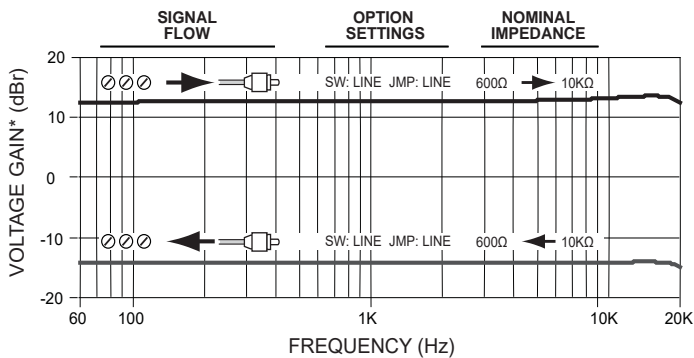 SIGNAL FLOW
OPTION SETTINGS
NOMINAL IMPEDANCE
VOLTAGE GAIN* (dBr)
20
10
0
-10
-20
SW: LINE JMP: LINE 600Ω 10KΩ
SW: LINE JMP: LINE 600Ω 10KΩ
60 100 1K 10K 20K
FREQUENCY (Hz)